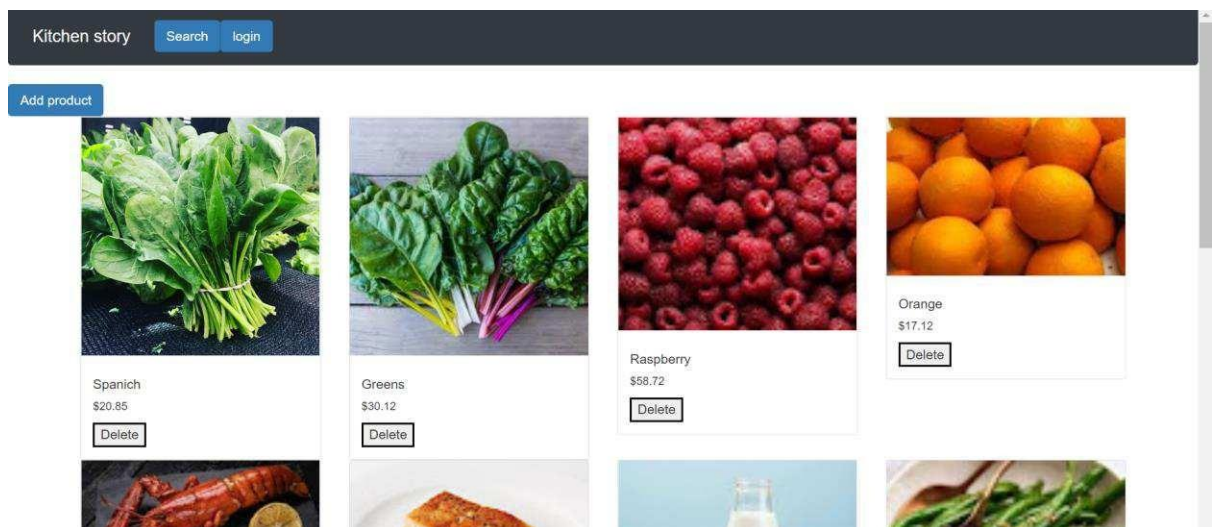 Kitchen story Search login
Add product
Spanich
$20.85
Delete
Greens
$30.12
Delete
Raspberry
$58.72
Delete
Orange
$17.12
Delete